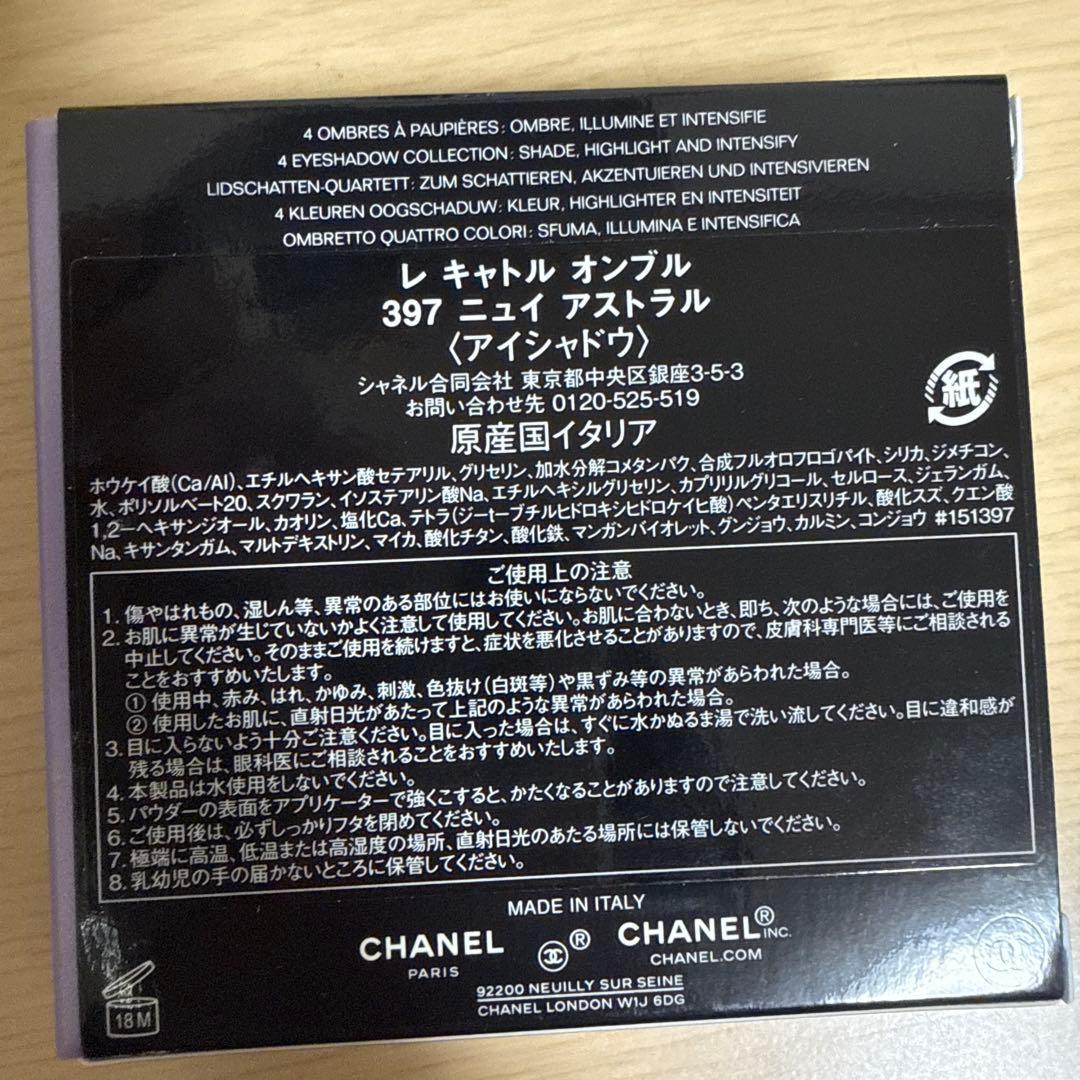 4 OMBRES À PAUPIÈRES : OMBRE, ILLUMINE ET INTENSIFIE
4 EYESHADOW COLLECTION : SHADE, HIGHLIGHT AND INTENSIFY
LIDSCHATTEN-QUARTETT : ZUM SCHATTIEREN, AKZENTUIEREN UND INTENSIVIEREN
4 KLEUREN OOGSCHADUW : KLEUR, HIGHLIGHTER EN INTENSITEIT
OMBRETTO QUATTRO COLORI : SFUMA, ILLUMINA E INTENSIFICA
レ キャトル オンブル
397 ニュイ アストラル
〈アイシャドウ〉
シャネル合同会社 東京都中央区銀座3-5-3
お問い合わせ先 0120-525-519
原産国イタリア
紙
ホウケイ酸(Ca/Al)、エチルヘキサン酸セテアリル、グリセリン、加水分解コメタンパク、合成フルオロフロゴパイト、シリカ、ジメチコン、
水、ポリソルベート20、スクワラン、イソステアリン酸Na、エチルヘキシルグリセリン、カプリリルグリコール、セルロース、ジェランガム、
1,2-ヘキサンジオール、カオリン、塩化Ca、テトラ(ジ-t-ブチルヒドロキシヒドロケイヒ酸)ペンタエリスリチル、酸化スズ、クエン酸
Na、キサンタンガム、マルトデキストリン、マイカ、酸化チタン、酸化鉄、マンガンバイオレット、グンジョウ、カルミン、コンジョウ #151397
ご使用上の注意
1. 傷やはれもの、湿しん等、異常のある部位にはお使いにならないでください。
2. お肌に異常が生じていないかよく注意して使用してください。お肌に合わないとき、即ち、次のような場合には、ご使用を
中止してください。そのままご使用を続けますと、症状を悪化させることがありますので、皮膚科専門医等にご相談される
ことをおすすめいたします。
① 使用中、赤み、はれ、かゆみ、刺激、色抜け(白斑等)や黒ずみ等の異常があらわれた場合。
② 使用したお肌に、直射日光があたって上記のような異常があらわれた場合。
3. 目に入らないよう十分ご注意ください。目に入った場合は、すぐに水かぬるま湯で洗い流してください。目に違和感が
残る場合は、眼科医にご相談されることをおすすめいたします。
4. 本製品は水使用をしないでください。
5. パウダーの表面をアプリケーターで強くこすると、かたくなることがありますので注意してください。
6. ご使用後は、必ずしっかりフタを閉めてください。
7. 極端に高温、低温または高湿度の場所、直射日光のあたる場所には保管しないでください。
8. 乳幼児の手の届かないところに保管してください。
MADE IN ITALY
CHANEL ® CHANEL® INC.
PARIS CHANEL.COM
92200 NEUILLY SUR SEINE
CHANEL LONDON W1J 6DG
18 M